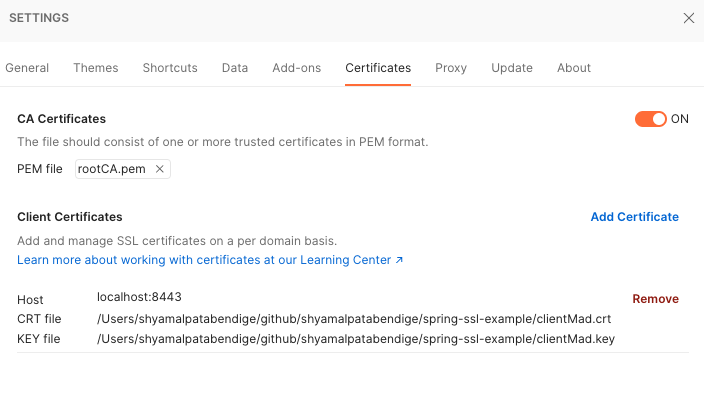 SETTINGS
General Themes Shortcuts Data Add-ons Certificates Proxy Update About
CA Certificates ON
The file should consist of one or more trusted certificates in PEM format.
PEM file rootCA.pem
Client Certificates Add Certificate
Add and manage SSL certificates on a per domain basis.
Learn more about working with certificates at our Learning Center ↗
Host localhost:8443 Remove
CRT file /Users/shyamalpatabendige/github/shyamalpatabendige/spring-ssl-example/clientMad.crt
KEY file /Users/shyamalpatabendige/github/shyamalpatabendige/spring-ssl-example/clientMad.key